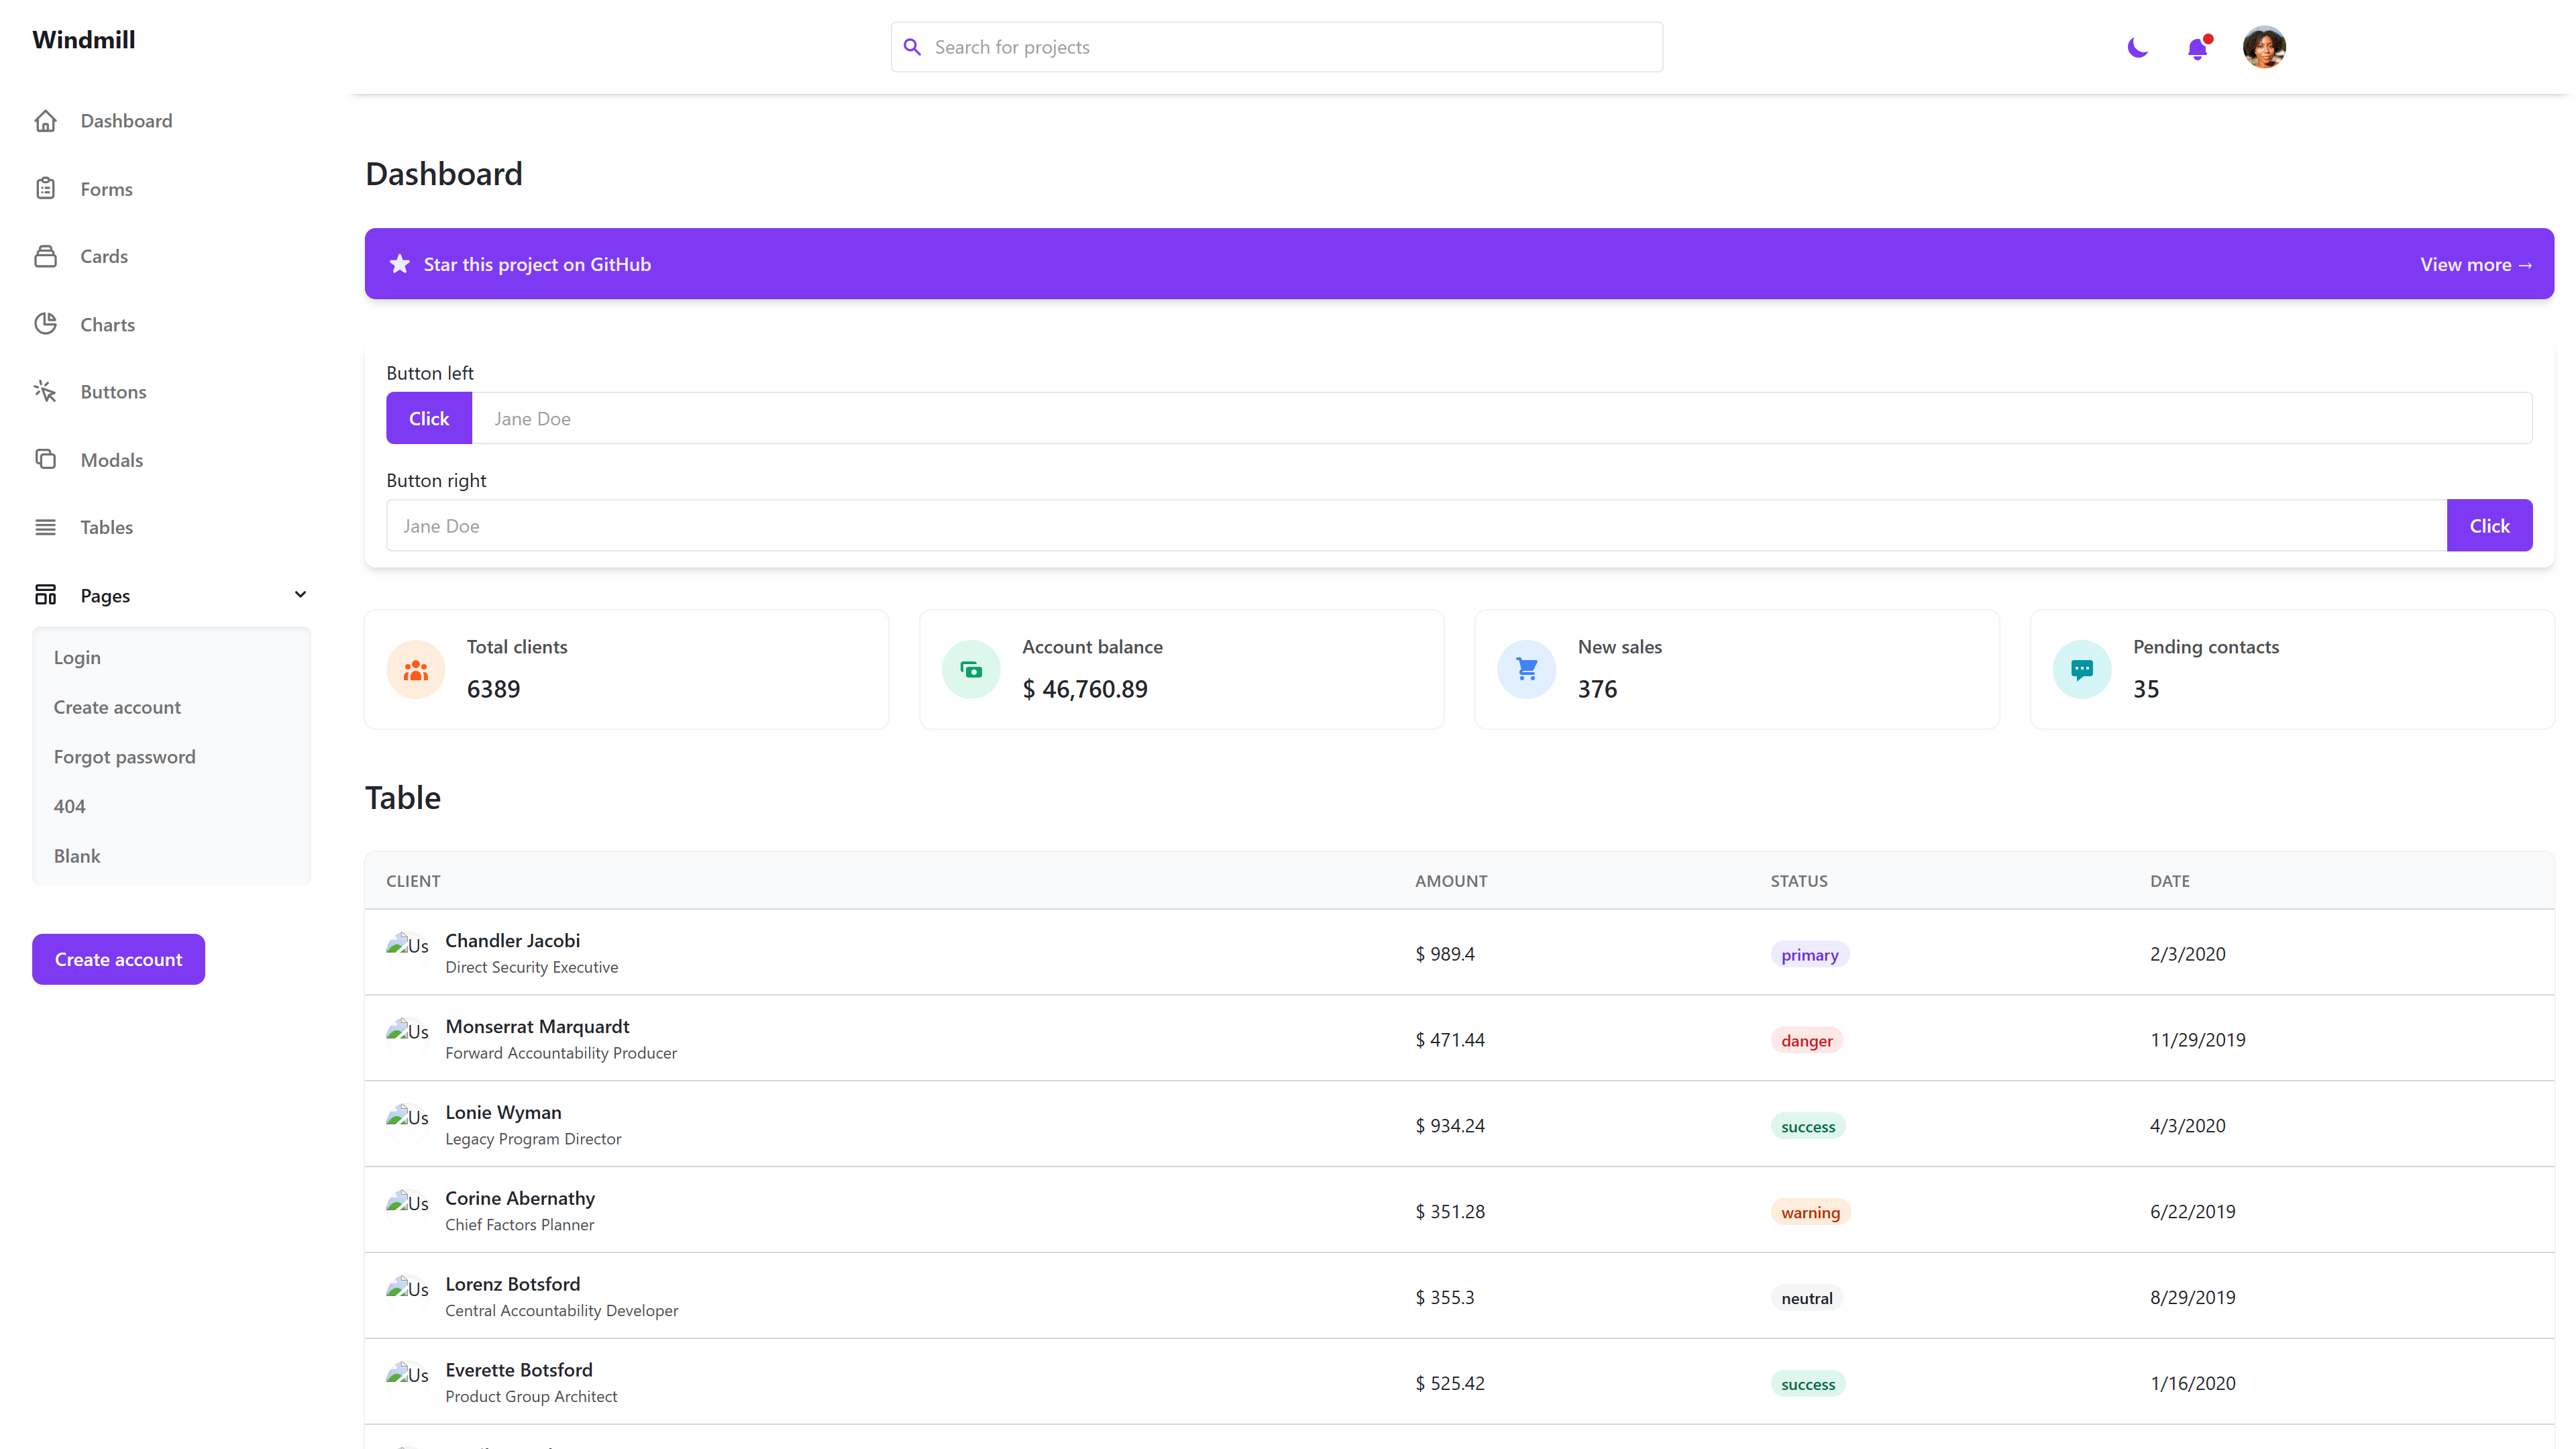 Windmill
Search for projects
Dashboard
Forms
Cards
Charts
Buttons
Modals
Tables
Pages
Login
Create account
Forgot password
404
Blank
Create account
Dashboard
Star this project on GitHub
View more →
Button left
Click
Jane Doe
Button right
Jane Doe
Click
Total clients
6389
Account balance
$ 46,760.89
New sales
376
Pending contacts
35
Table
CLIENT AMOUNT STATUS DATE
Us
Chandler Jacobi
Direct Security Executive
$ 989.4
primary
2/3/2020
Us
Monserrat Marquardt
Forward Accountability Producer
$ 471.44
danger
11/29/2019
Us
Lonie Wyman
Legacy Program Director
$ 934.24
success
4/3/2020
Us
Corine Abernathy
Chief Factors Planner
$ 351.28
warning
6/22/2019
Us
Lorenz Botsford
Central Accountability Developer
$ 355.3
neutral
8/29/2019
Us
Everette Botsford
Product Group Architect
$ 525.42
success
1/16/2020